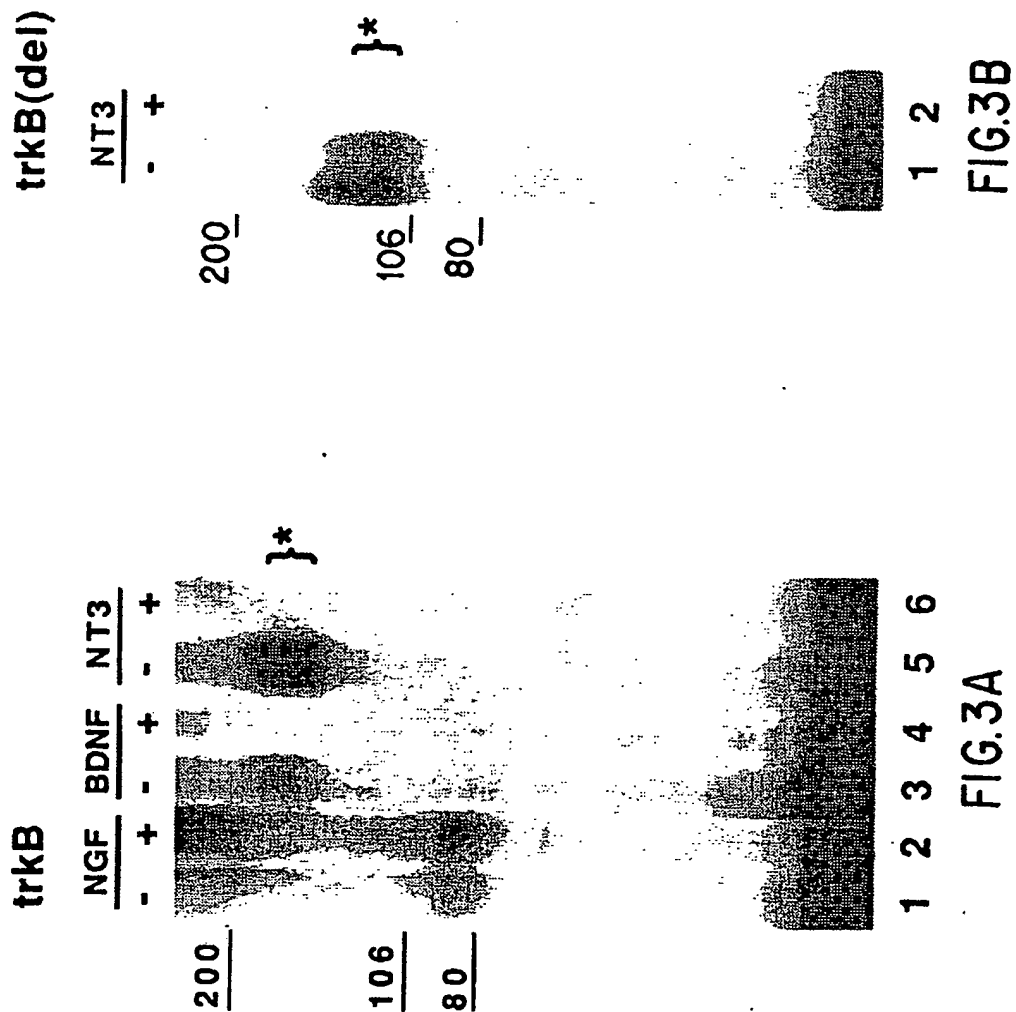 trkB
NGF BDNF NT3
- + - + - +
200
106
80
}*
1 2 3 4 5 6
FIG.3A
trkB(del)
NT3
- +
200
106
80
}*
1 2
FIG.3B